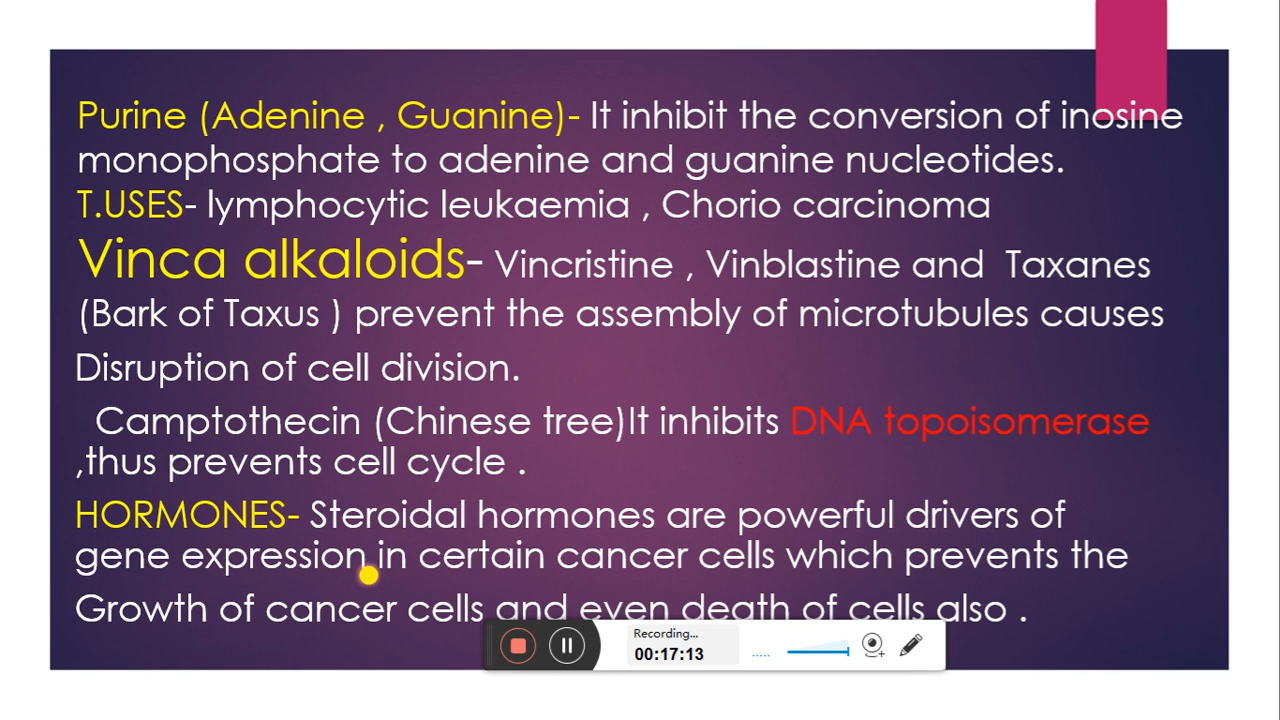 Purine (Adenine , Guanine)- It inhibit the conversion of inosine
monophosphate to adenine and guanine nucleotides.
T.USES- lymphocytic leukaemia , Chorio carcinoma
Vinca alkaloids- Vincristine , Vinblastine and Taxanes
(Bark of Taxus ) prevent the assembly of microtubules causes
Disruption of cell division.
Camptothecin (Chinese tree)It inhibits DNA topoisomerase
,thus prevents cell cycle .
HORMONES- Steroidal hormones are powerful drivers of
gene expression in certain cancer cells which prevents the
Growth of cancer cells and even death of cells also .
Recording...
00:17:13